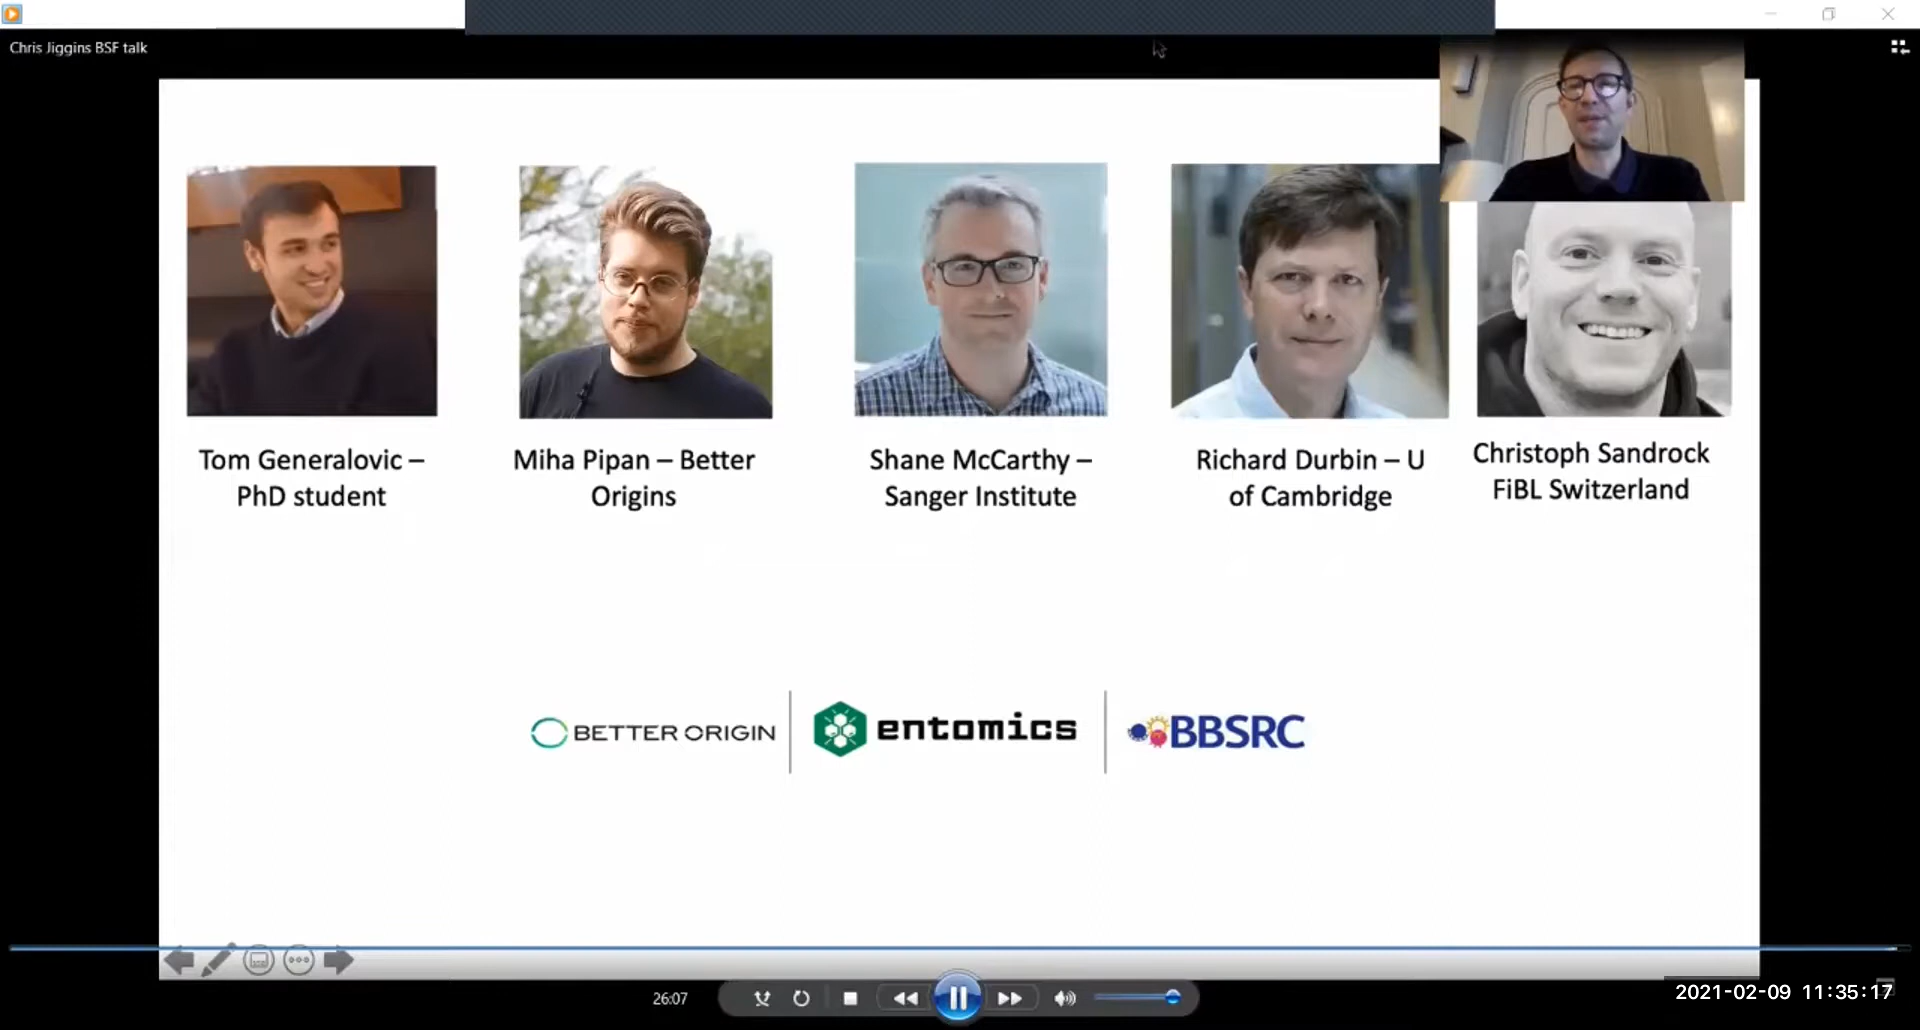 Chris Jiggins BSF talk
Tom Generalovic –
PhD student
Miha Pipan – Better
Origins
Shane McCarthy –
Sanger Institute
Richard Durbin – U
of Cambridge
Christoph Sandrock
FiBL Switzerland
BETTER ORIGIN
entomics
BBSRC
26:07
2021-02-09 11:35:17